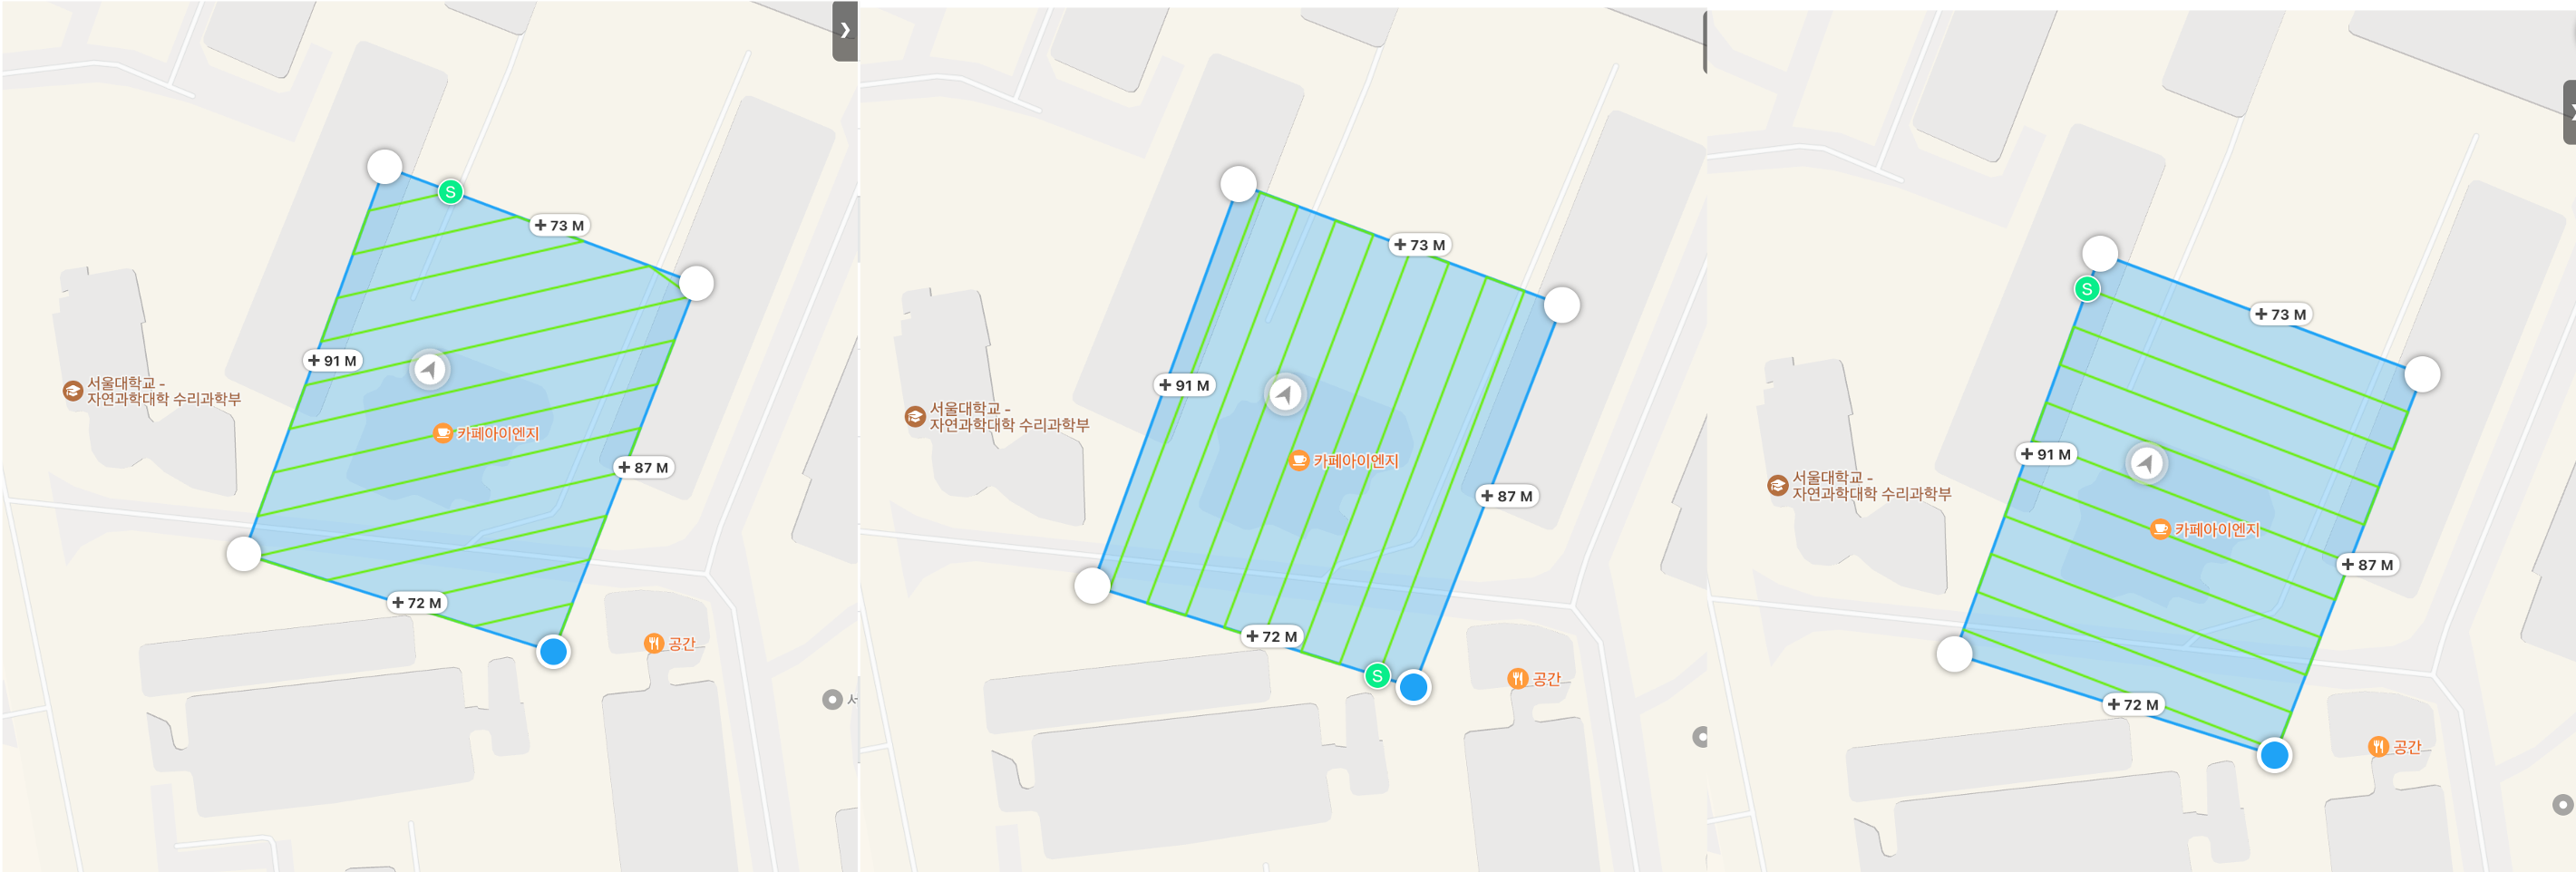 ❯
S
+ 73 M
+ 91 M
서울대학교 -
자연과학대학 수리과학부
카페아이엔지
+ 87 M
+ 72 M
공간
+ 73 M
+ 91 M
서울대학교 -
자연과학대학 수리과학부
카페아이엔지
+ 87 M
+ 72 M
S
공간
S
+ 73 M
+ 91 M
서울대학교 -
자연과학대학 수리과학부
카페아이엔지
+ 87 M
+ 72 M
공간